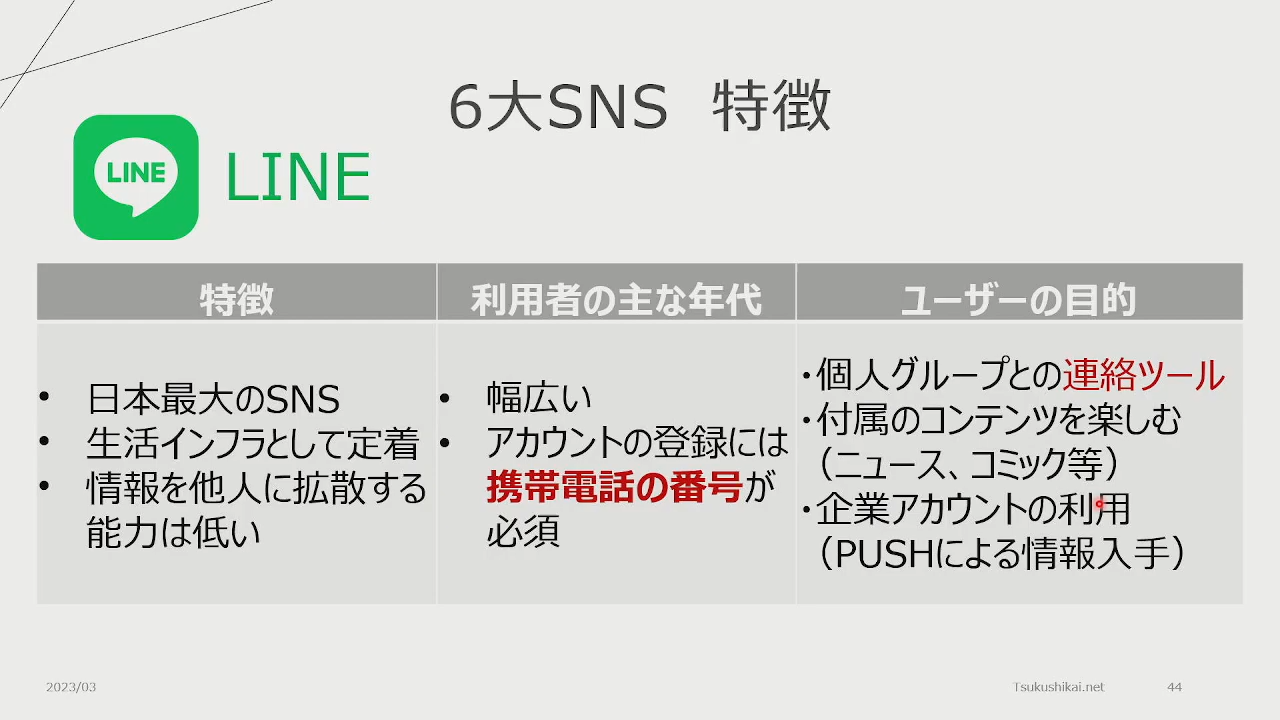 6大SNS 特徴
LINE
LINE
特徴
利用者の主な年代
ユーザーの目的
• 日本最大のSNS
• 生活インフラとして定着
• 情報を他人に拡散する
能力は低い
• 幅広い
• アカウントの登録には
携帯電話の番号が
必須
・個人グループとの連絡ツール
・付属のコンテンツを楽しむ
（ニュース、コミック等）
・企業アカウントの利用
（PUSHによる情報入手）
2023/03
Tsukushikai.net
44